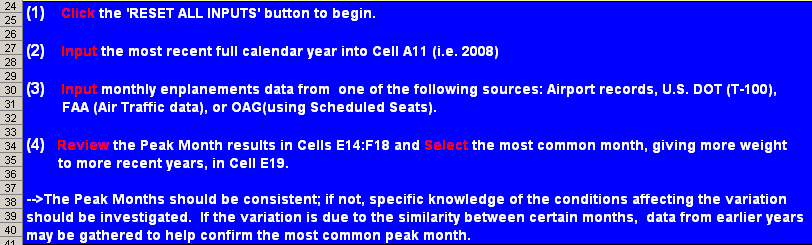 24
25
(1) Click the 'RESET ALL INPUTS' button to begin.
26
27
(2) Input the most recent full calendar year into Cell A11 (i.e. 2008)
28
29
30
(3) Input monthly enplanements data from one of the following sources: Airport records, U.S. DOT (T-100),
31
FAA (Air Traffic data), or OAG(using Scheduled Seats).
32
33
34
(4) Review the Peak Month results in Cells E14:F18 and Select the most common month, giving more weight
35
to more recent years, in Cell E19.
36
37
38
-->The Peak Months should be consistent; if not, specific knowledge of the conditions affecting the variation
39
should be investigated. If the variation is due to the similarity between certain months, data from earlier years
40
may be gathered to help confirm the most common peak month.
41